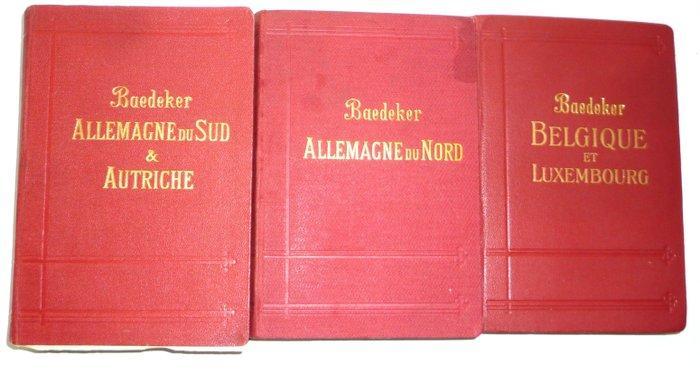 Baedeker
ALLEMAGNE DU SUD
&
AUTRICHE
Baedeker
ALLEMAGNE DU NORD
Baedeker
BELGIQUE
ET
LUXEMBOURG